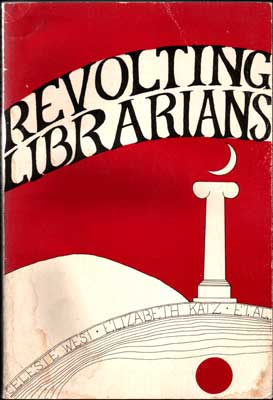 REVOLTING
LIBRARIANS
CELESTE WEST · ELIZABETH KATZ · ET. AL.